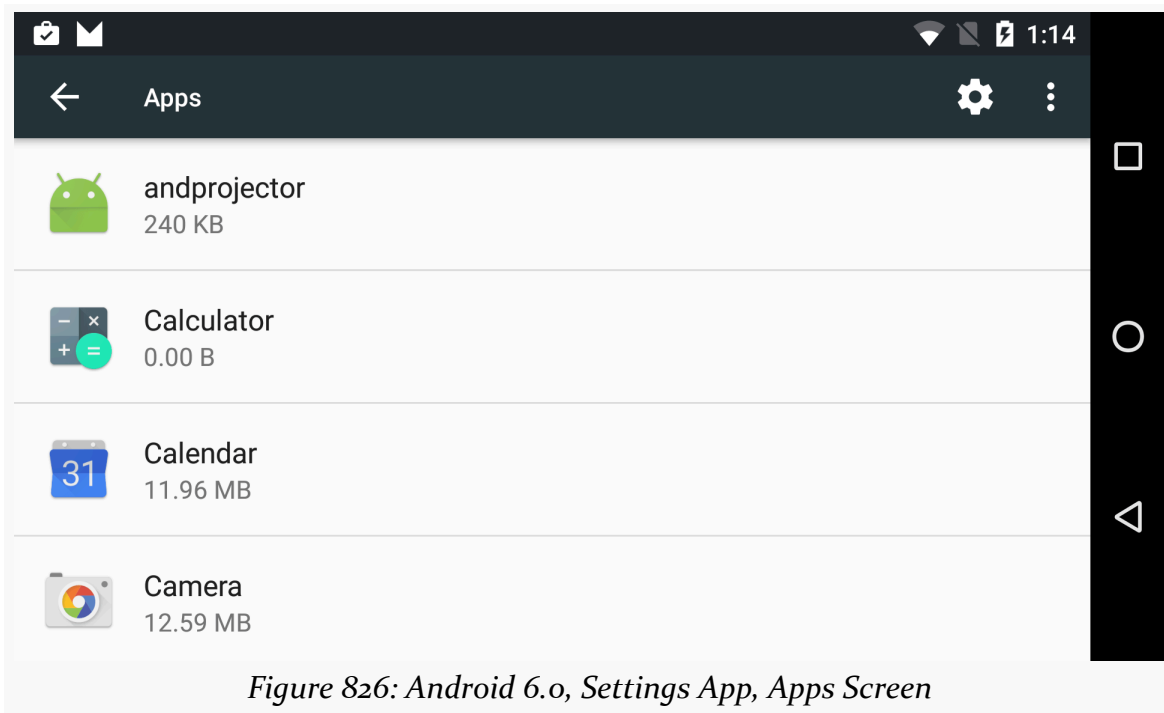 1:14
Apps
andprojector
240 KB
Calculator
0.00 B
31
Calendar
11.96 MB
Camera
12.59 MB
Figure 826: Android 6.0, Settings App, Apps Screen